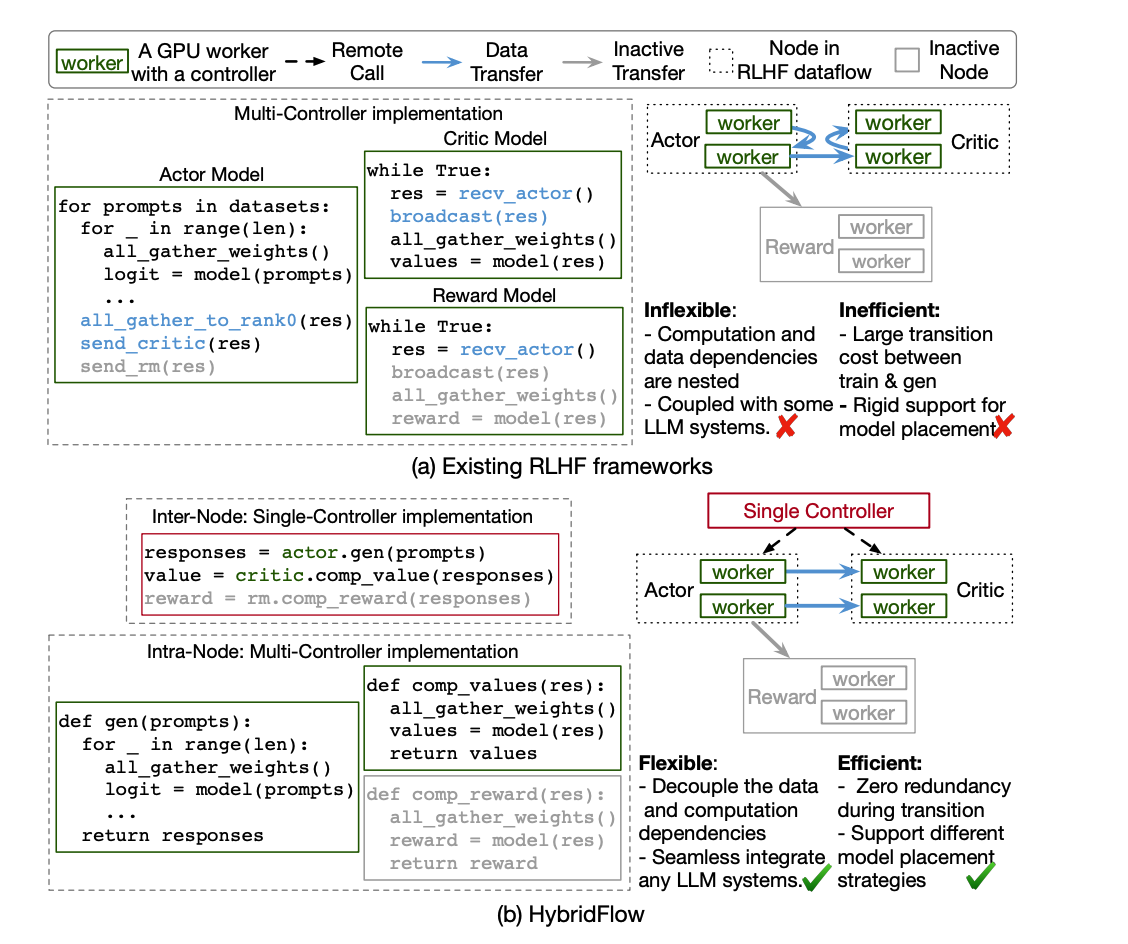 worker
A GPU worker
with a controller
Remote
Call
Data
Transfer
Inactive
Transfer
Node in
RLHF dataflow
Inactive
Node
Multi-Controller implementation
Actor Model
for prompts in datasets:
for _ in range(len):
all_gather_weights()
logit = model(prompts)
...
all_gather_to_rank0(res)
send_critic(res)
send_rm(res)
Critic Model
while True:
res = recv_actor()
broadcast(res)
all_gather_weights()
values = model(res)
Reward Model
while True:
res = recv_actor()
broadcast(res)
all_gather_weights()
reward = model(res)
Actor
worker
worker
worker
worker
Critic
Reward
worker
worker
Inflexible:
- Computation and
data dependencies
are nested
- Coupled with some
LLM systems.
Inefficient:
- Large transition
cost between
train & gen
- Rigid support for
model placement
(a) Existing RLHF frameworks
Inter-Node: Single-Controller implementation
responses = actor.gen(prompts)
value = critic.comp_value(responses)
reward = rm.comp_reward(responses)
Intra-Node: Multi-Controller implementation
def gen(prompts):
for _ in range(len):
all_gather_weights()
logit = model(prompts)
...
return responses
def comp_values(res):
all_gather_weights()
values = model(res)
return values
def comp_reward(res):
all_gather_weights()
reward = model(res)
return reward
Single Controller
Actor
worker
worker
worker
worker
Critic
Reward
worker
worker
Flexible:
- Decouple the data
and computation
dependencies
- Seamless integrate
any LLM systems.
Efficient:
- Zero redundancy
during transition
- Support different
model placement
strategies
(b) HybridFlow